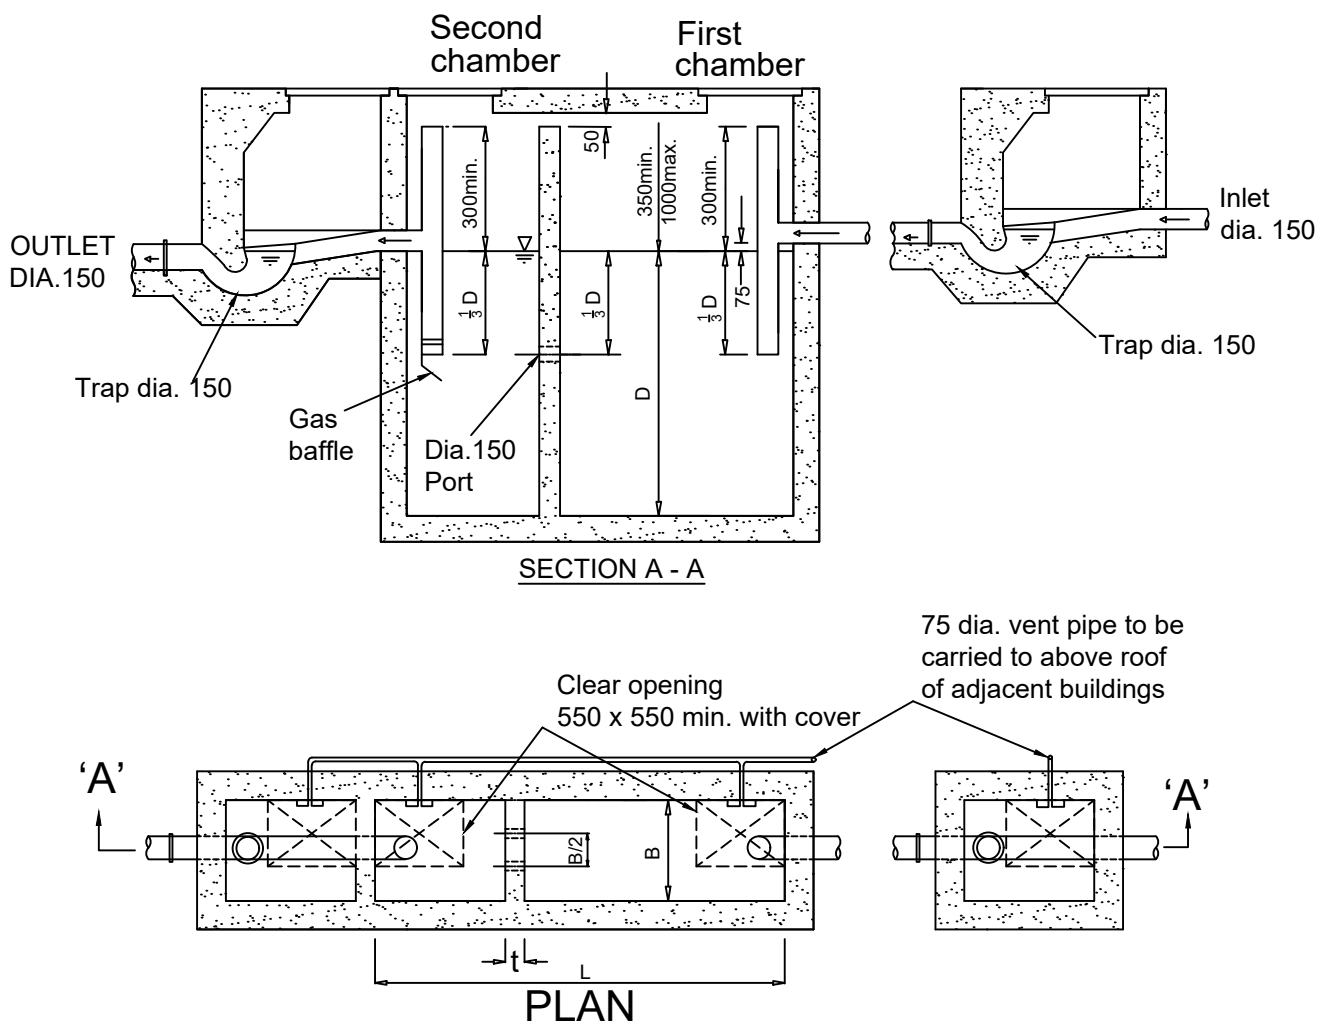 Second
chamber
First
chamber
50
300min.
350min.
1000max.
300min.
Inlet
dia. 150
OUTLET
DIA.150
1/3 D
1/3 D
1/3 D
75
Trap dia. 150
Trap dia. 150
Gas
baffle
D
Dia.150
Port
SECTION A - A
75 dia. vent pipe to be
carried to above roof
of adjacent buildings
Clear opening
550 x 550 min. with cover
‘A’
‘A’
B/2
B
t
L
PLAN